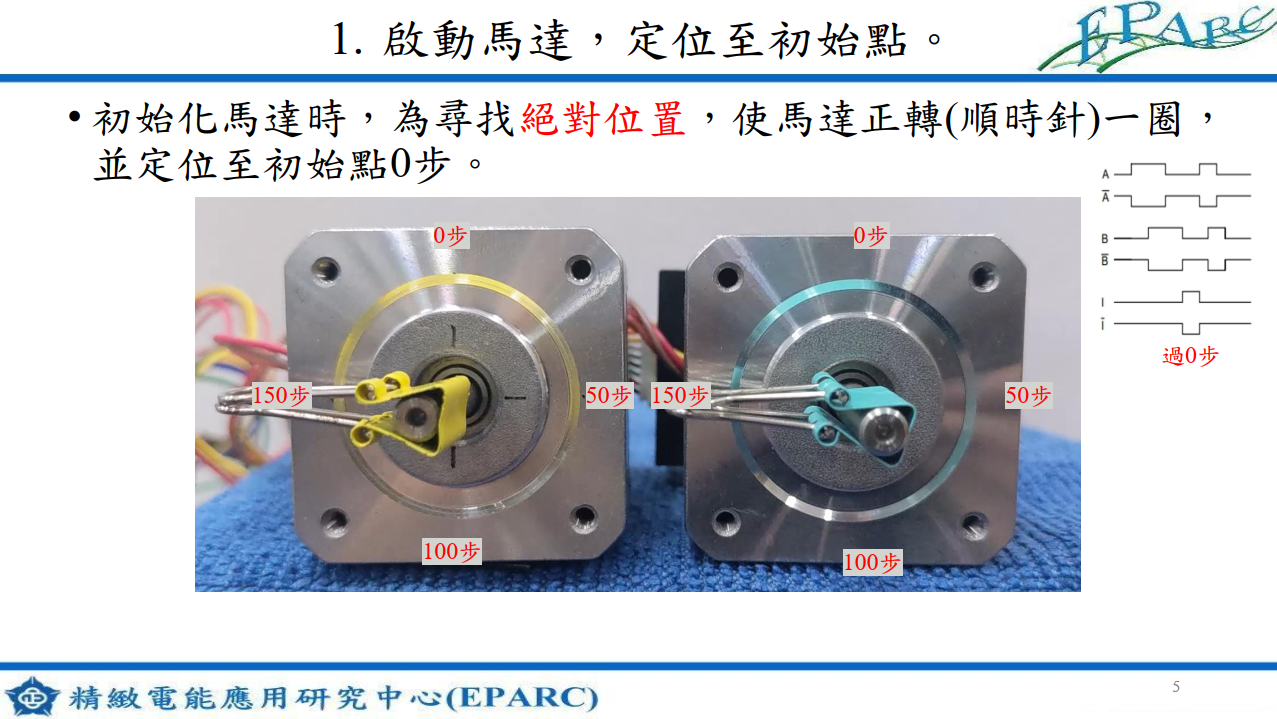 1. 啟動馬達，定位至初始點。
EPARC
•初始化馬達時，為尋找絕對位置，使馬達正轉(順時針)一圈，
並定位至初始點0步。
A
A̅
B
B̅
I
I̅
過0步
0步
0步
150步
50步
150步
50步
100步
100步
精緻電能應用研究中心(EPARC)
5